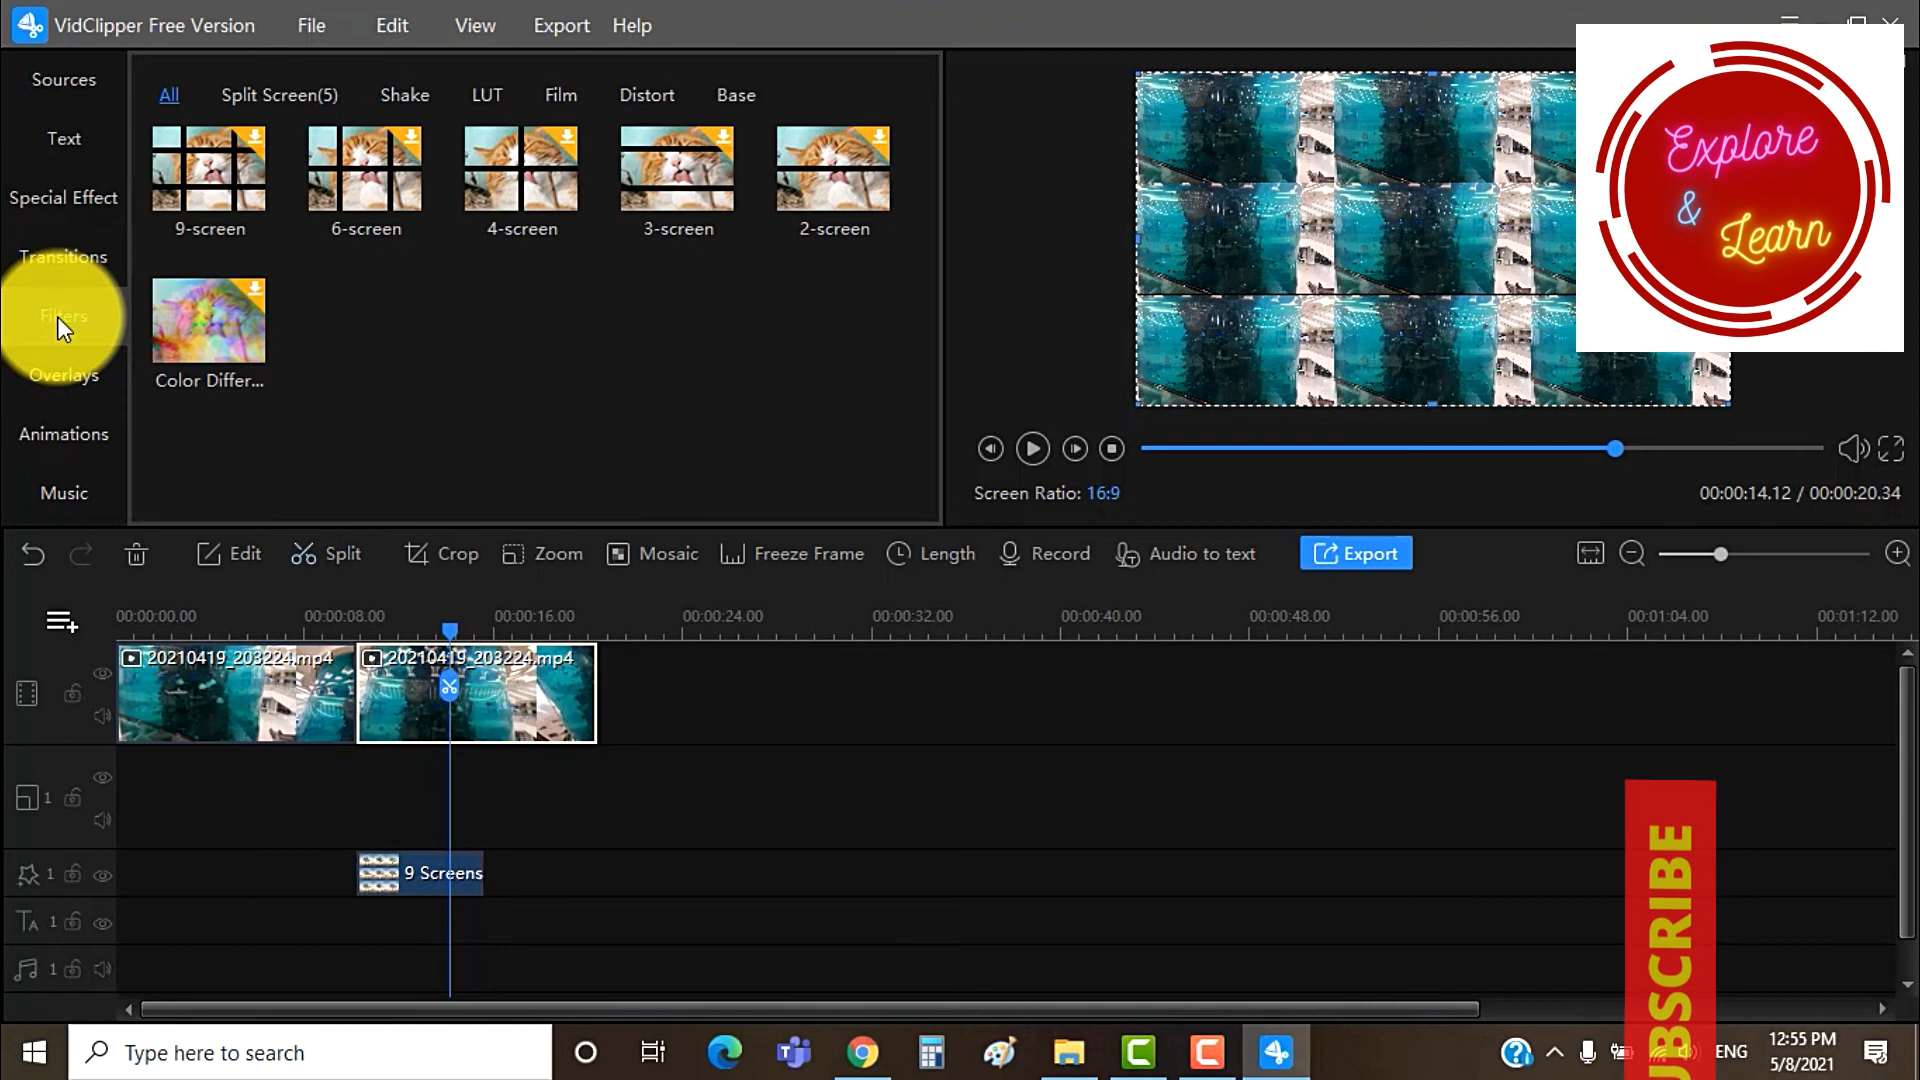 VidClipper Free Version File Edit View Export Help
Explore
&
Learn
Sources
Text
Special Effect
Transitions
Filters
Overlays
Animations
Music
All Split Screen(5) Shake LUT Film Distort Base
9-screen 6-screen 4-screen 3-screen 2-screen
Color Differ...
Screen Ratio: 16:9 00:00:14.12 / 00:00:20.34
Edit Split Crop Zoom Mosaic Freeze Frame Length Record Audio to text Export
00:00:00.00 00:00:08.00 00:00:16.00 00:00:24.00 00:00:32.00 00:00:40.00 00:00:48.00 00:00:56.00 00:01:04.00 00:01:12.00
20210419_203224.mp4 20210419_203224.mp4
1
1 9 Screens
1
1
UBSCRIBE
Type here to search
ENG
12:55 PM
5/8/2021